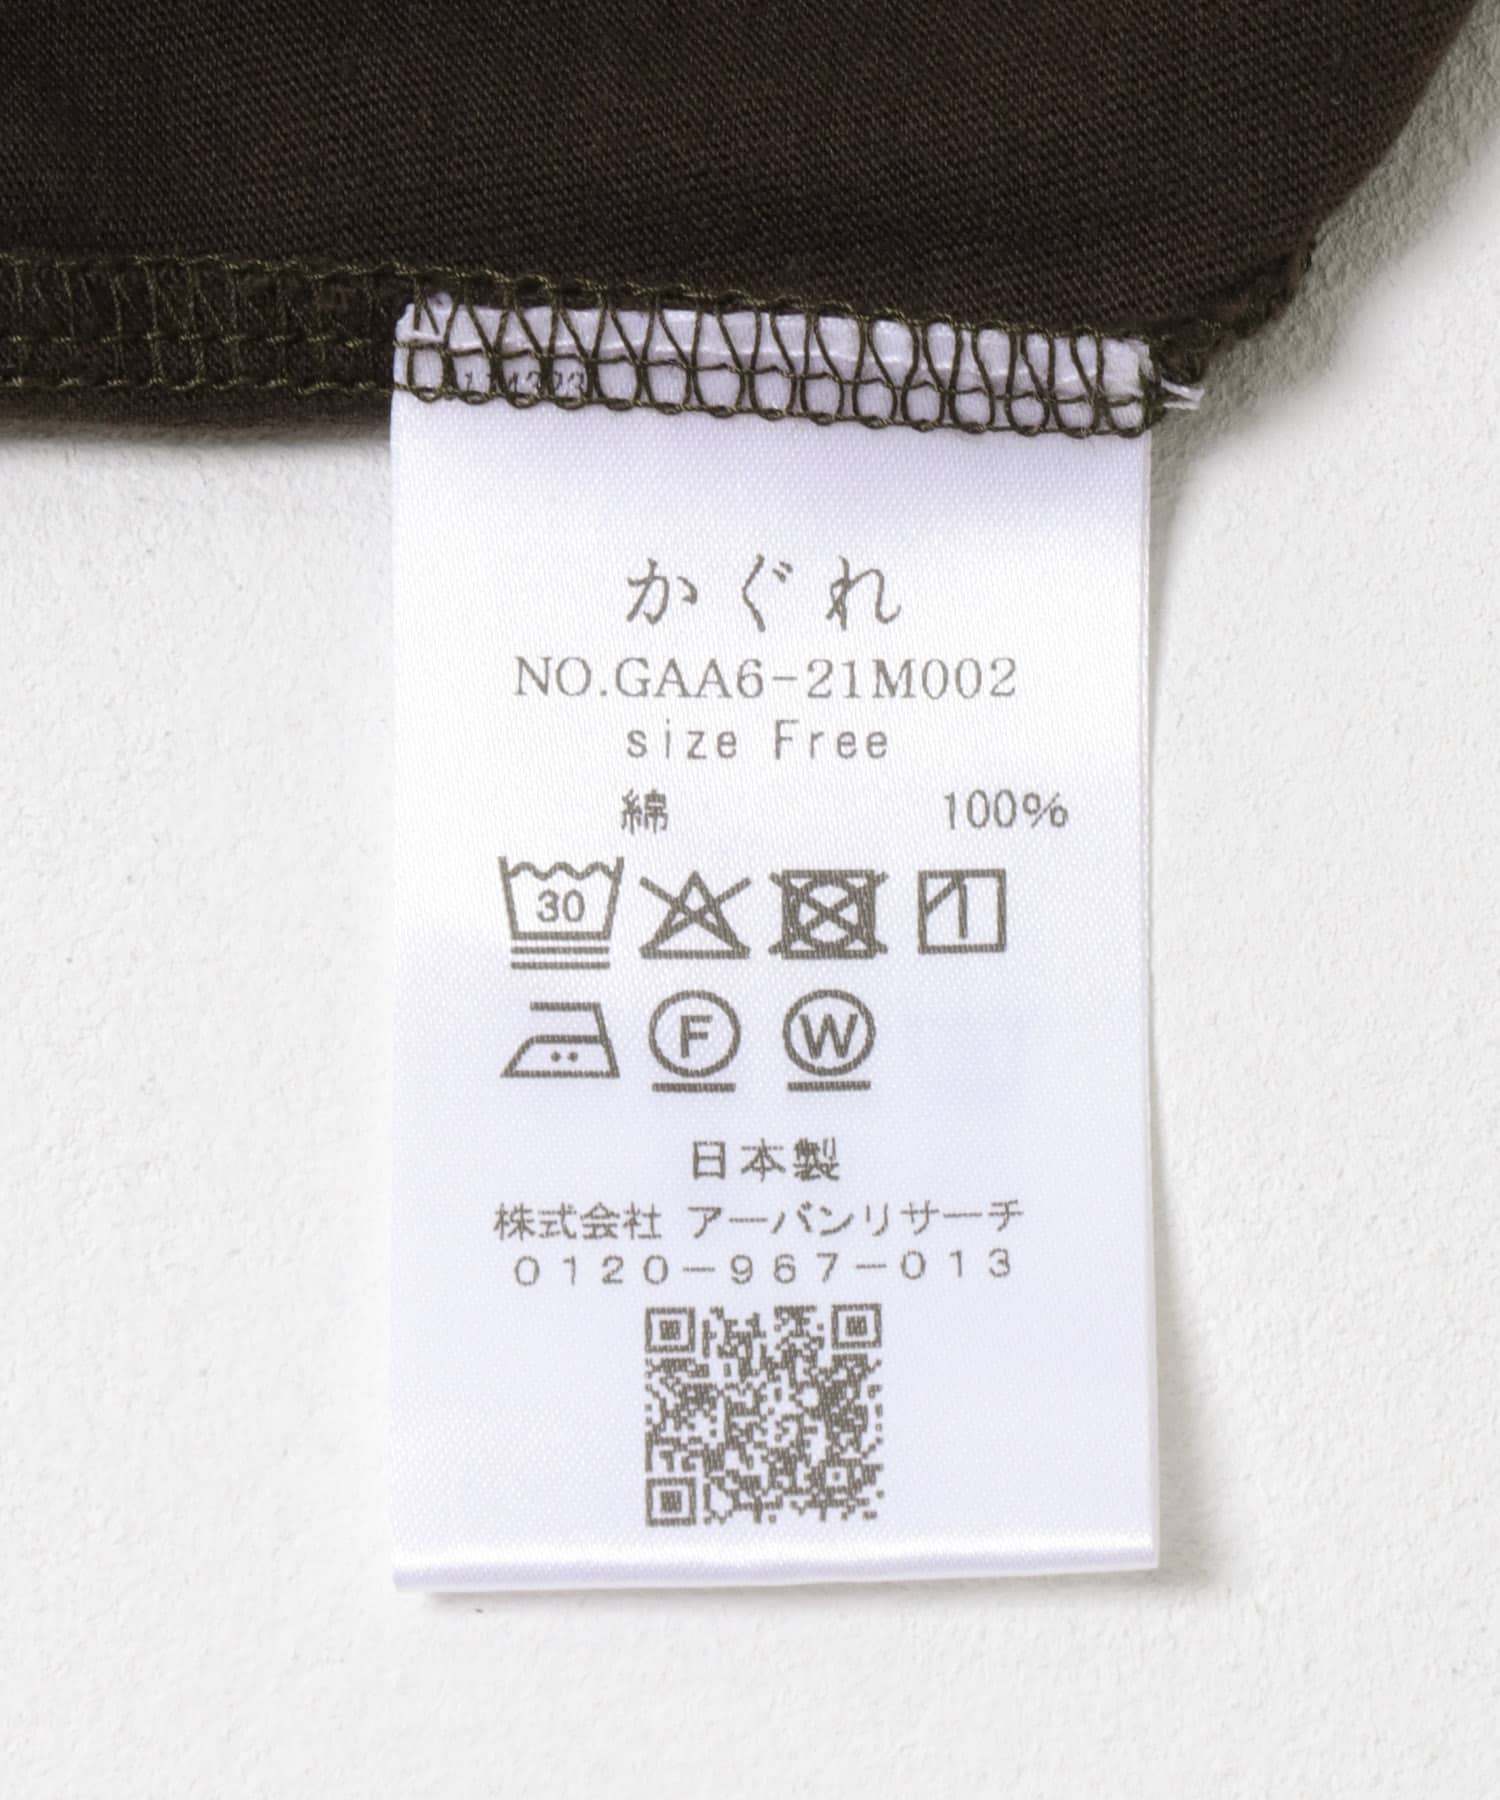 かぐれ
NO.GAA6-21M002
size Free
綿 100%
30
F W
日本製
株式会社 アーバンリサーチ
0120-967-013